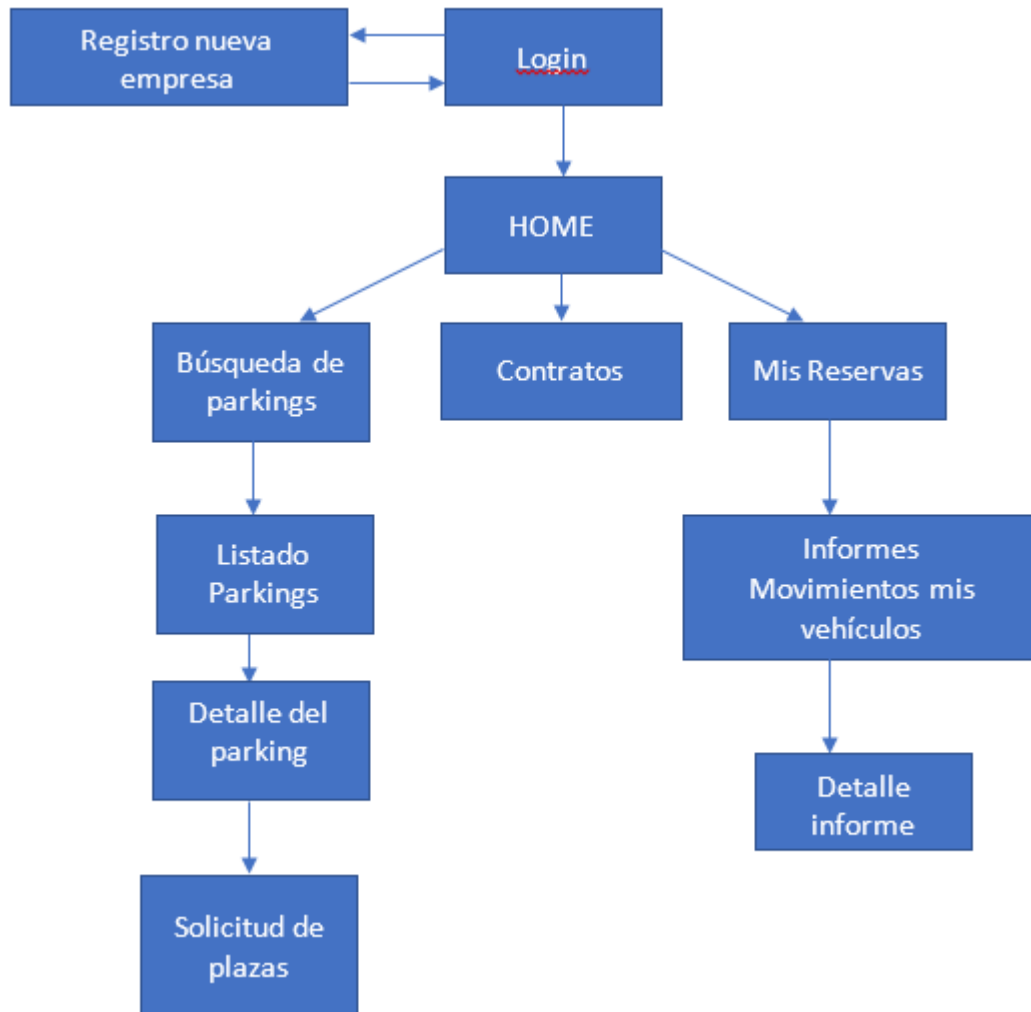 Registro nueva
empresa
Login
HOME
Búsqueda de
parkings
Contratos
Mis Reservas
Listado
Parkings
Informes
Movimientos mis
vehículos
Detalle del
parking
Detalle
informe
Solicitud de
plazas